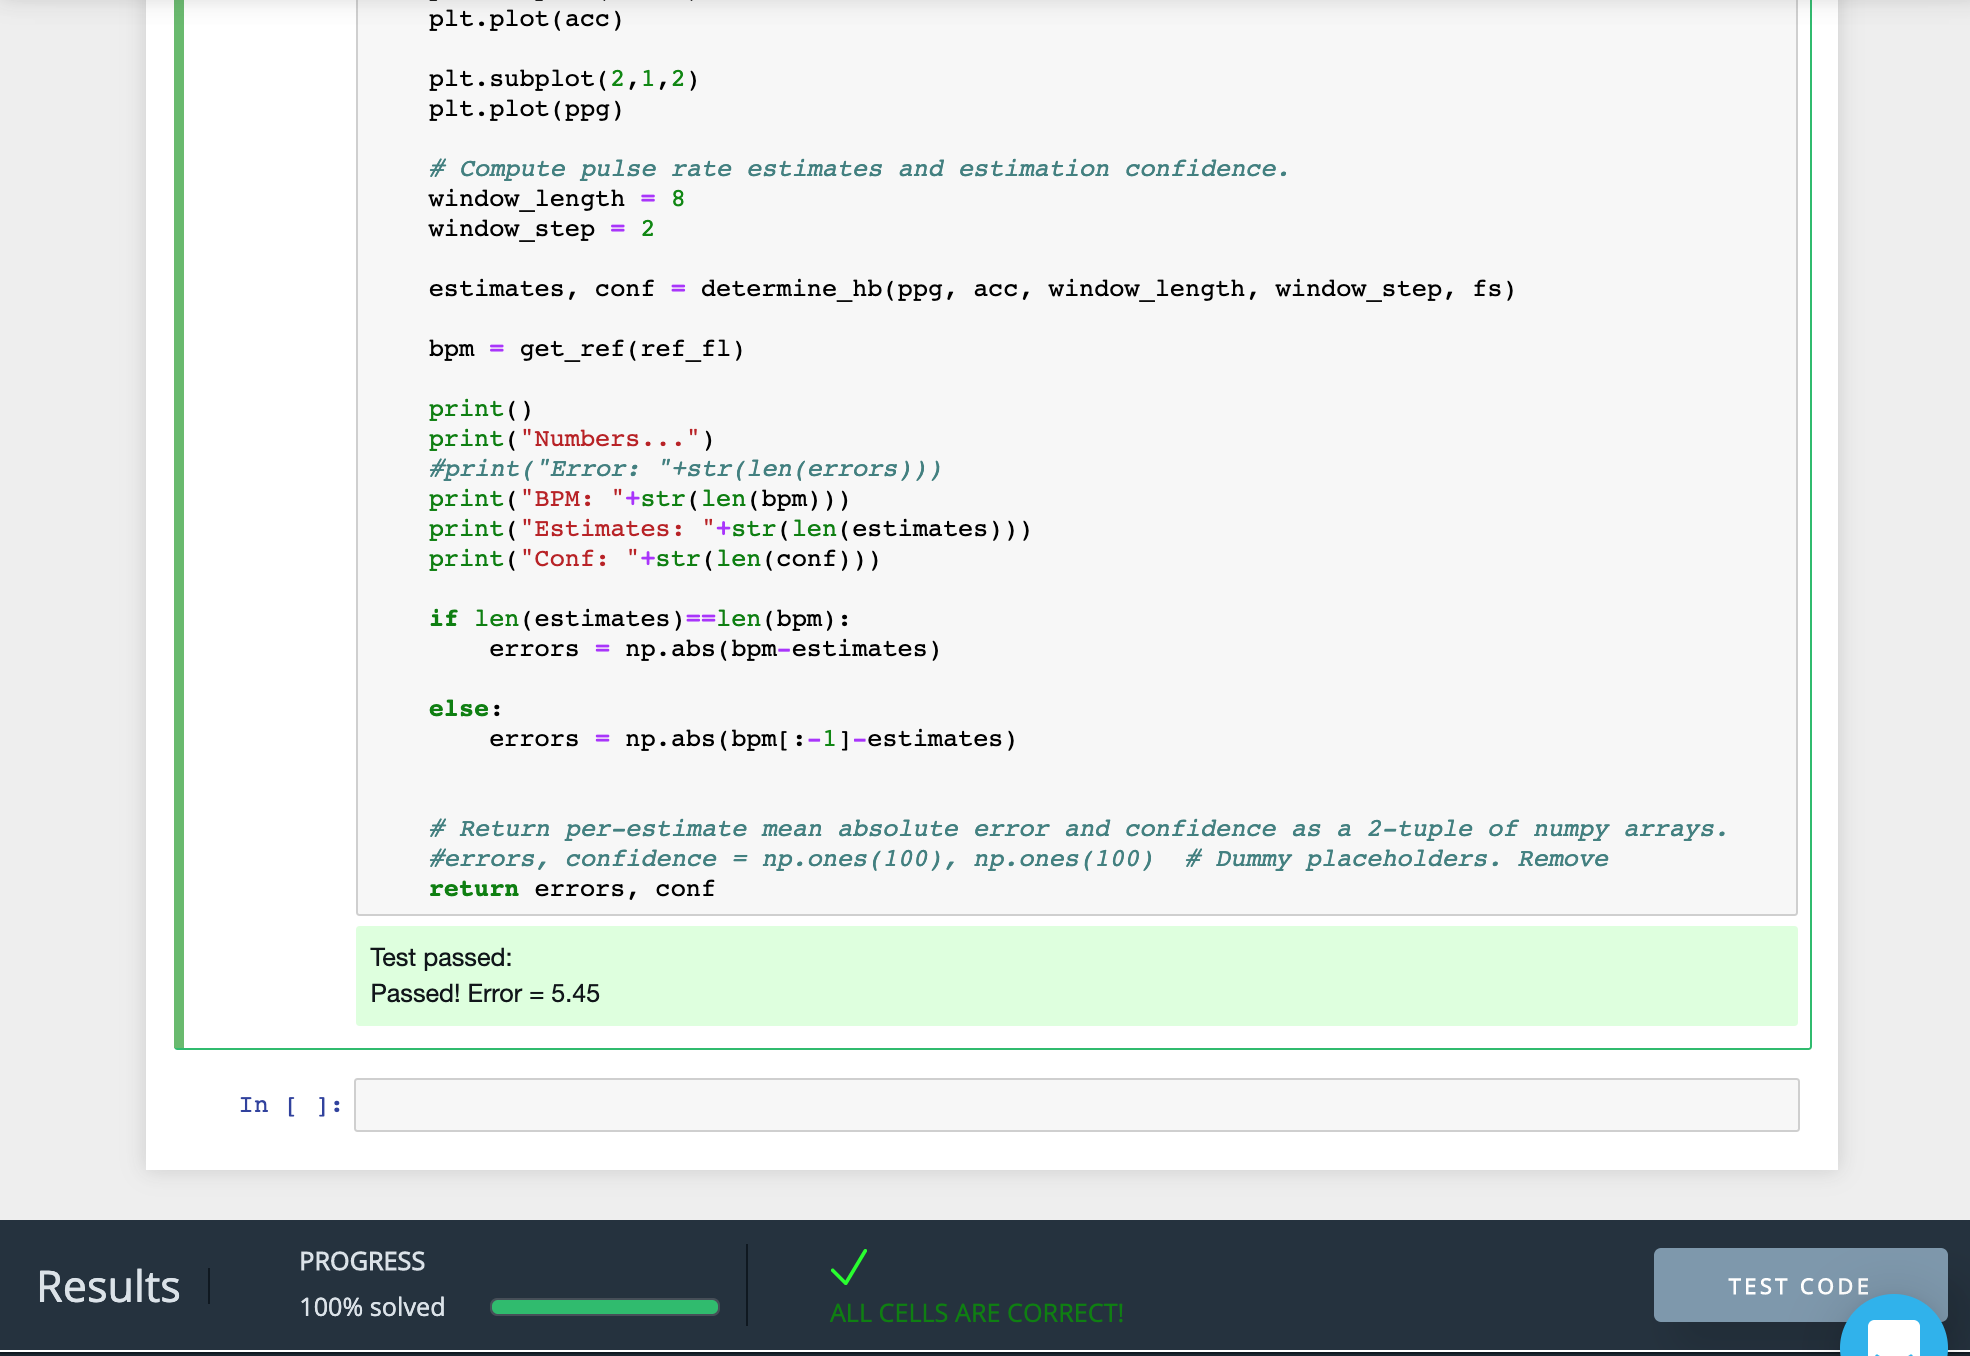 plt.plot(acc)
plt.subplot(2,1,2)
plt.plot(ppg)
# Compute pulse rate estimates and estimation confidence.
window_length = 8
window_step = 2
estimates, conf = determine_hb(ppg, acc, window_length, window_step, fs)
bpm = get_ref(ref_fl)
print()
print("Numbers...")
#print("Error: "+str(len(errors)))
print("BPM: "+str(len(bpm)))
print("Estimates: "+str(len(estimates)))
print("Conf: "+str(len(conf)))
if len(estimates)==len(bpm):
    errors = np.abs(bpm-estimates)
else:
    errors = np.abs(bpm[:-1]-estimates)
# Return per-estimate mean absolute error and confidence as a 2-tuple of numpy arrays.
#errors, confidence = np.ones(100), np.ones(100)  # Dummy placeholders. Remove
return errors, conf
Test passed:
Passed! Error = 5.45
In [ ]:
Results
PROGRESS
100% solved
ALL CELLS ARE CORRECT!
TEST CODE